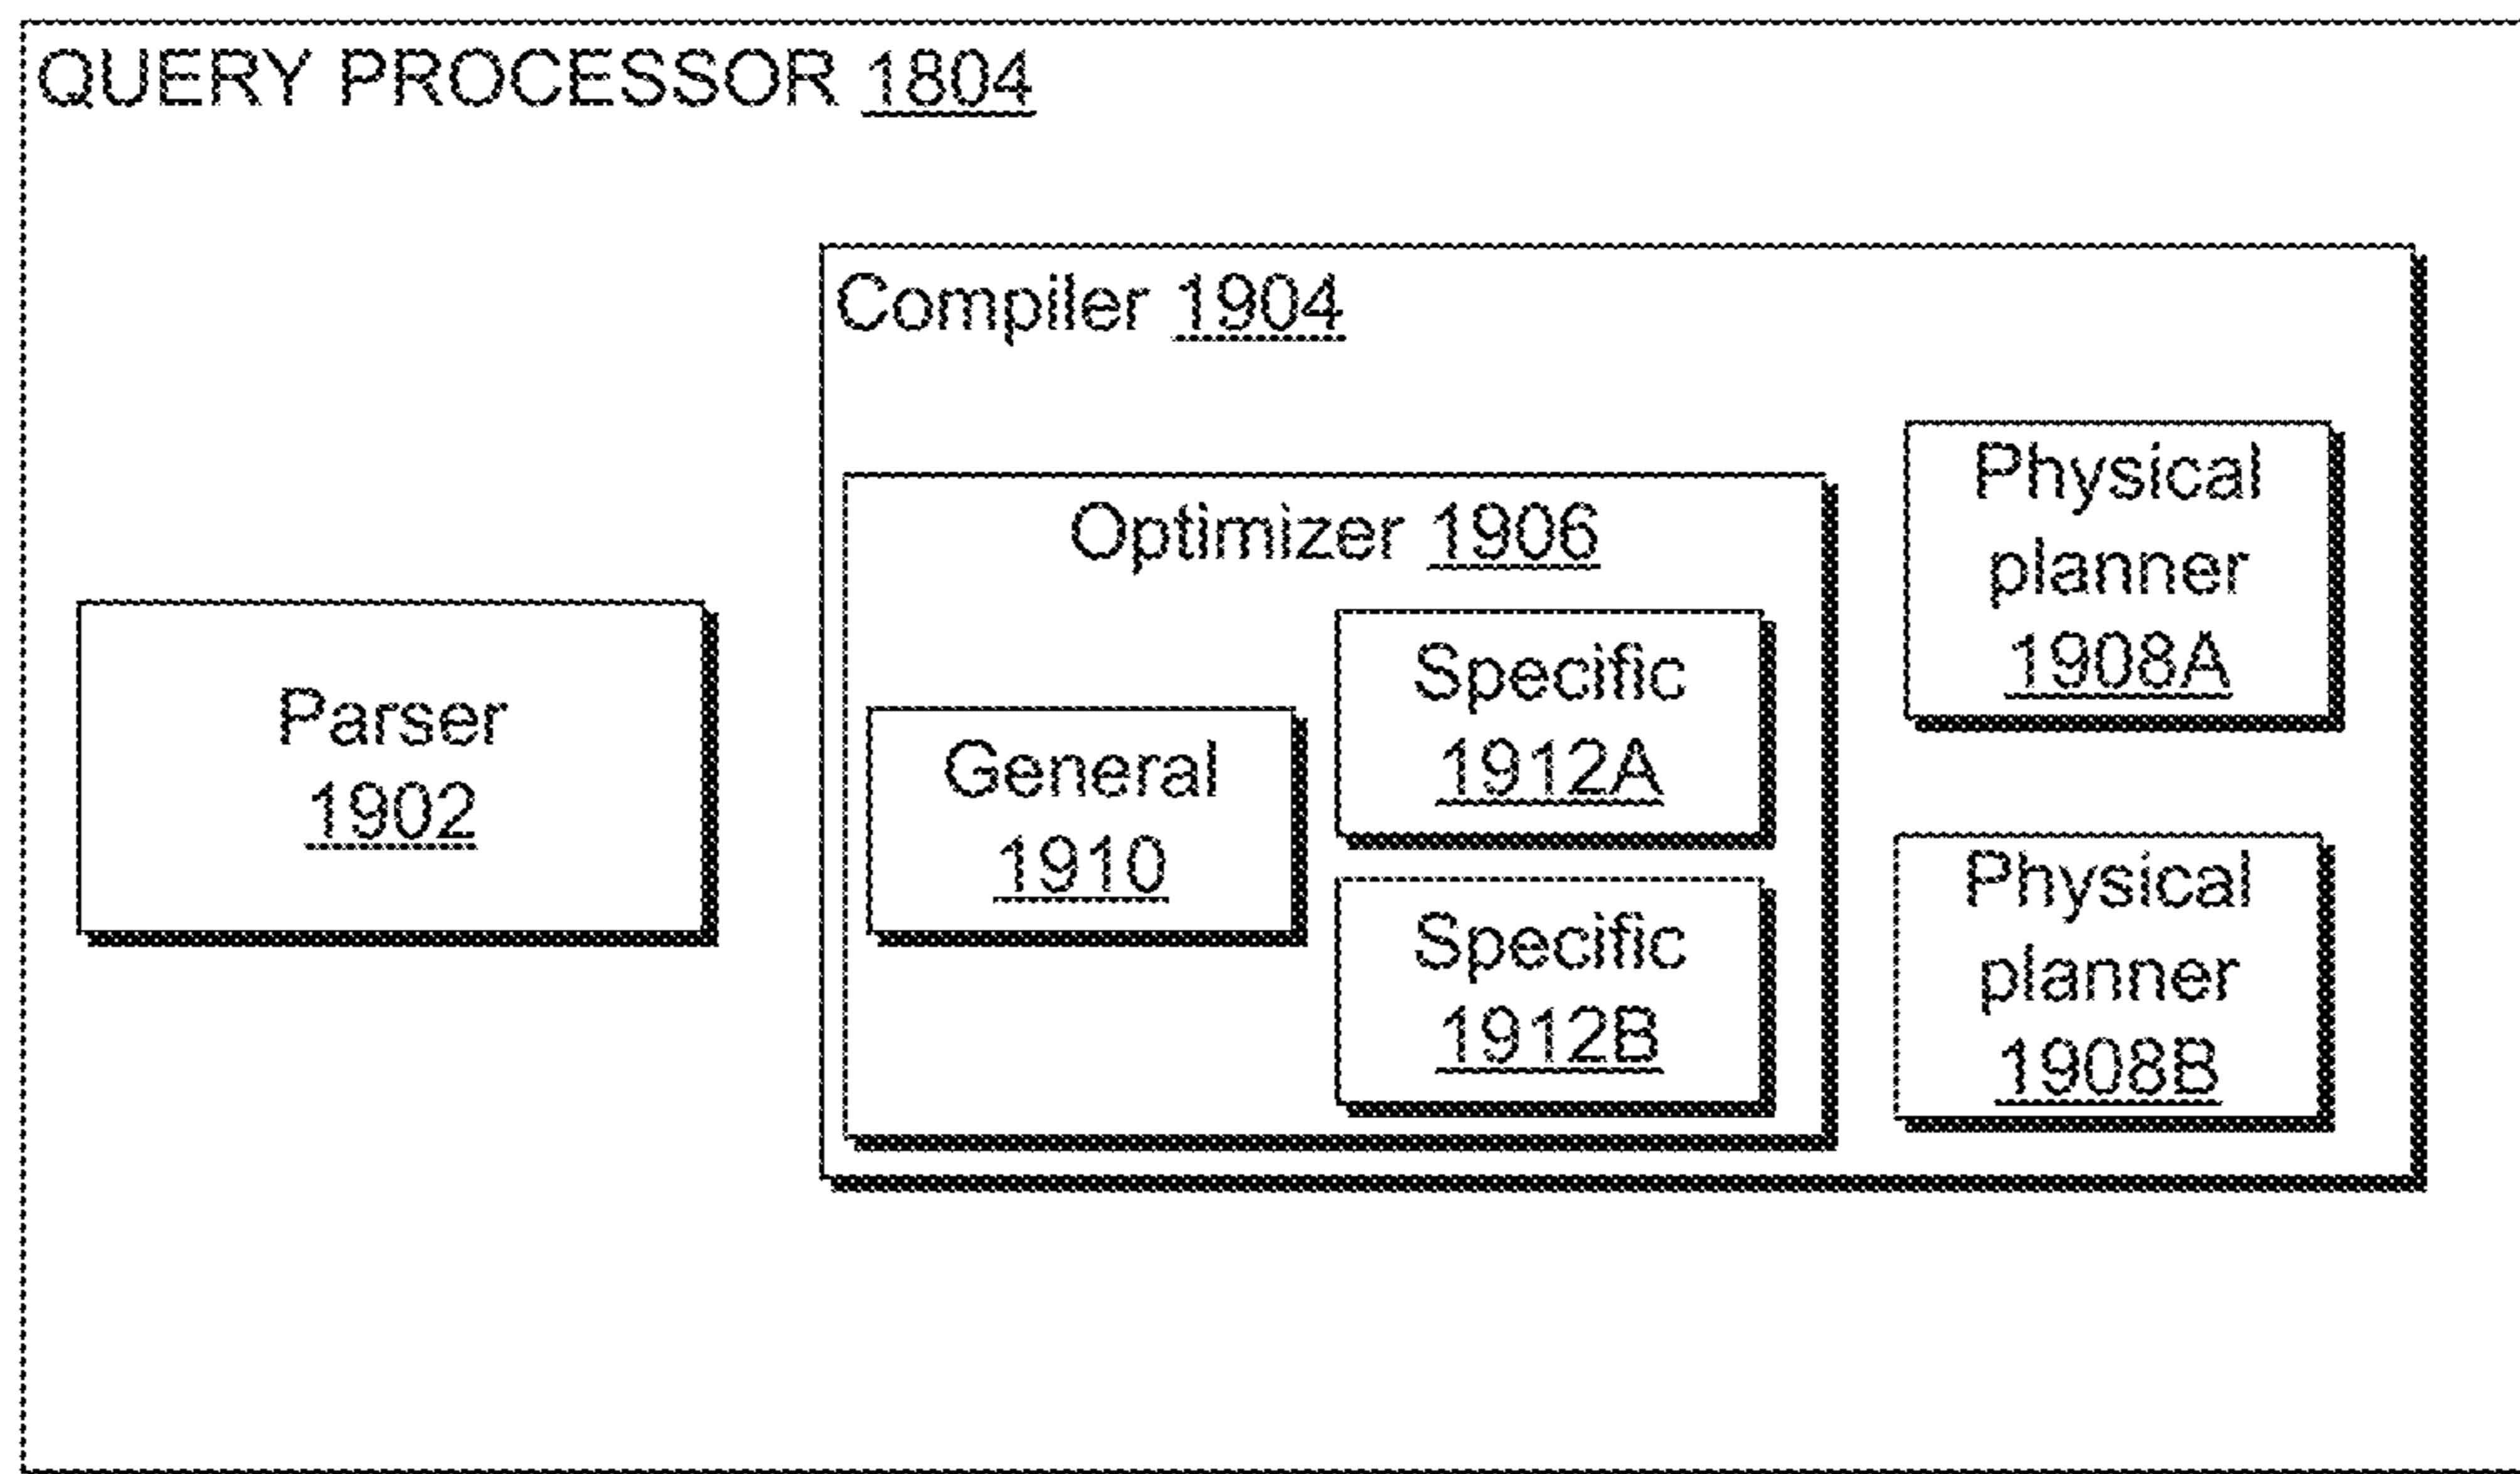 QUERY PROCESSOR 1804
Compiler 1904
Optimizer 1906
Parser
1902
General
1910
Specific
1912A
Specific
1912B
Physical
planner
1908A
Physical
planner
1908B